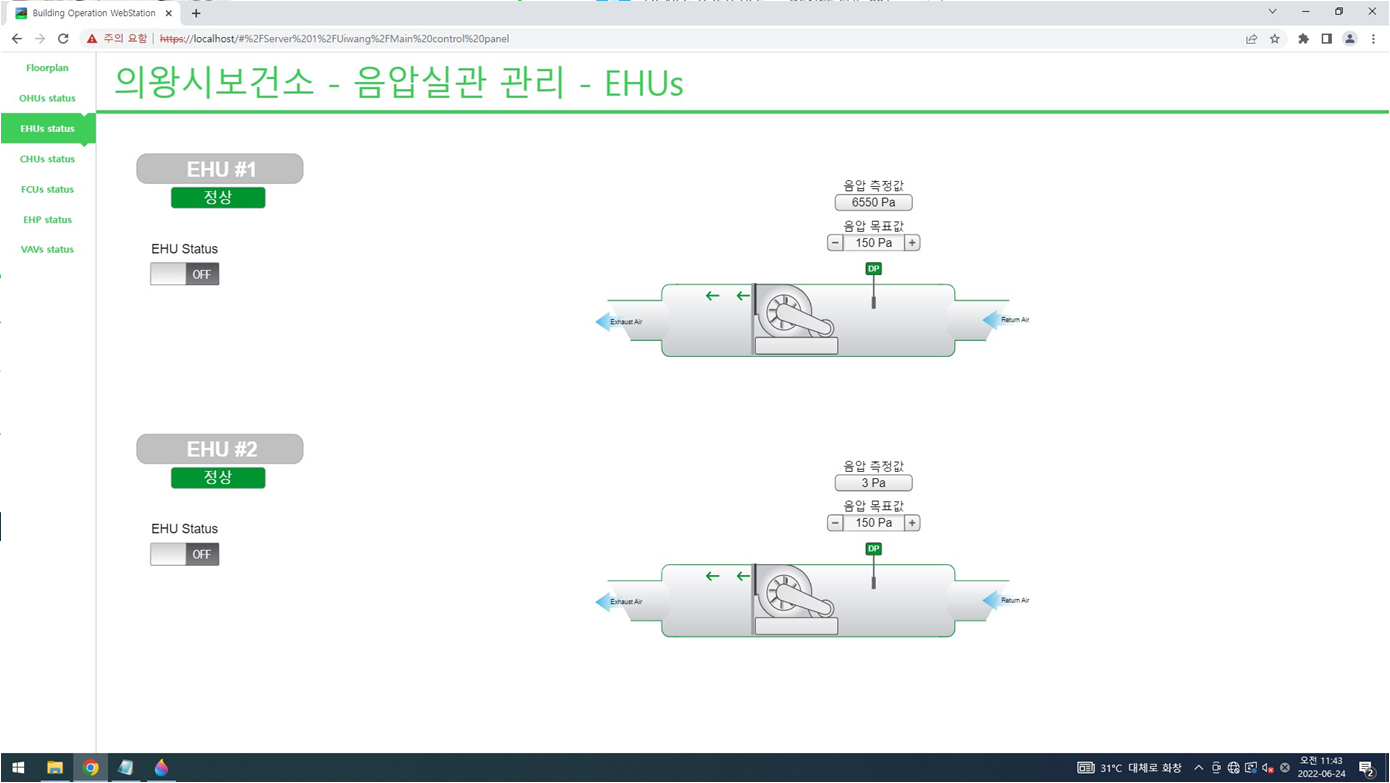 Building Operation WebStation
주의 요함 | https://localhost/#%2FServer%201%2FUiwang%2FMain%20control%20panel
Floorplan
OHUs status
EHUs status
CHUs status
FCUs status
EHP status
VAVs status
의왕시보건소 - 음압실관 관리 - EHUs
EHU #1
정상
EHU Status
OFF
음압 측정값
6550 Pa
음압 목표값
- 150 Pa +
DP
Exhaust Air
Return Air
EHU #2
정상
EHU Status
OFF
음압 측정값
3 Pa
음압 목표값
- 150 Pa +
DP
Exhaust Air
Return Air
31°C 대체로 화창
오전 11:43
2022-06-24
2